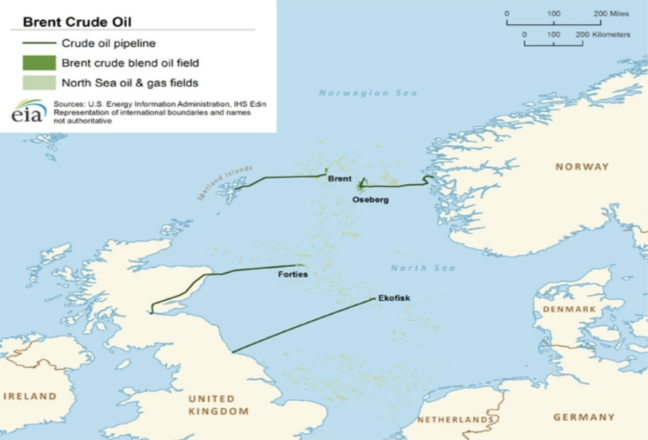 Brent Crude Oil
Crude oil pipeline
Brent crude blend oil field
North Sea oil & gas fields
eia
Sources: U.S. Energy Information Administration, IHS Edin
Representation of international boundaries and names
not authoritative
0 100 200 Miles
0 100 200 Kilometers
Norwegian Sea
NORWAY
Shetland Islands
Brent
Oseberg
North Sea
Forties
Ekofisk
DENMARK
IRELAND
UNITED
KINGDOM
NETHERLANDS
GERMANY